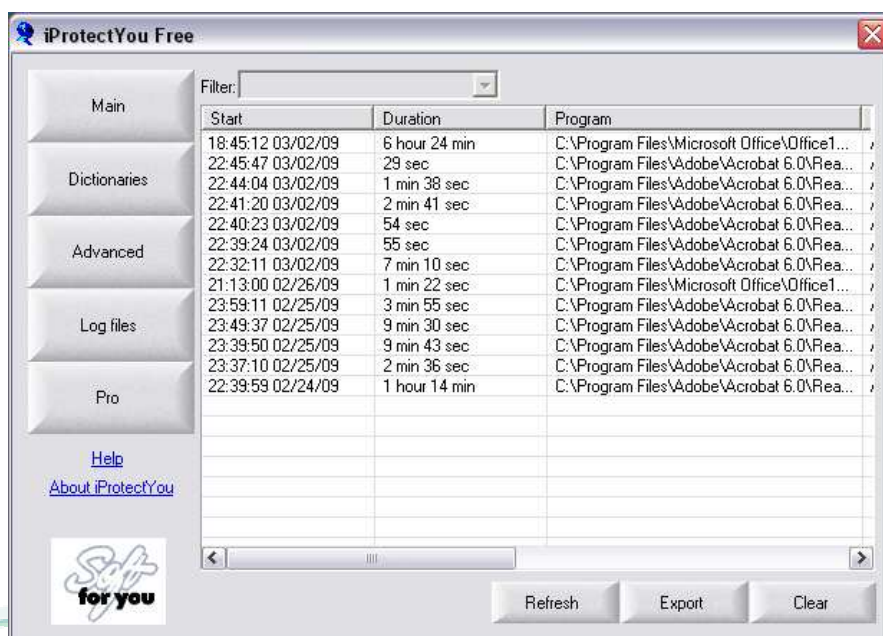 iProtectYou Free
Main
Dictionaries
Advanced
Log files
Pro
Help
About iProtectYou
Soft
for you
Filter:
Start Duration Program
18:45:12 03/02/09 6 hour 24 min C:\Program Files\Microsoft Office\Office1...
22:45:47 03/02/09 29 sec C:\Program Files\Adobe\Acrobat 6.0\Rea...
22:44:04 03/02/09 1 min 38 sec C:\Program Files\Adobe\Acrobat 6.0\Rea...
22:41:20 03/02/09 2 min 41 sec C:\Program Files\Adobe\Acrobat 6.0\Rea...
22:40:23 03/02/09 54 sec C:\Program Files\Adobe\Acrobat 6.0\Rea...
22:39:24 03/02/09 55 sec C:\Program Files\Adobe\Acrobat 6.0\Rea...
22:32:11 03/02/09 7 min 10 sec C:\Program Files\Adobe\Acrobat 6.0\Rea...
21:13:00 02/26/09 1 min 22 sec C:\Program Files\Microsoft Office\Office1...
23:59:11 02/25/09 3 min 55 sec C:\Program Files\Adobe\Acrobat 6.0\Rea...
23:49:37 02/25/09 9 min 30 sec C:\Program Files\Adobe\Acrobat 6.0\Rea...
23:39:50 02/25/09 9 min 43 sec C:\Program Files\Adobe\Acrobat 6.0\Rea...
23:37:10 02/25/09 2 min 36 sec C:\Program Files\Adobe\Acrobat 6.0\Rea...
22:39:59 02/24/09 1 hour 14 min C:\Program Files\Adobe\Acrobat 6.0\Rea...
Refresh Export Clear